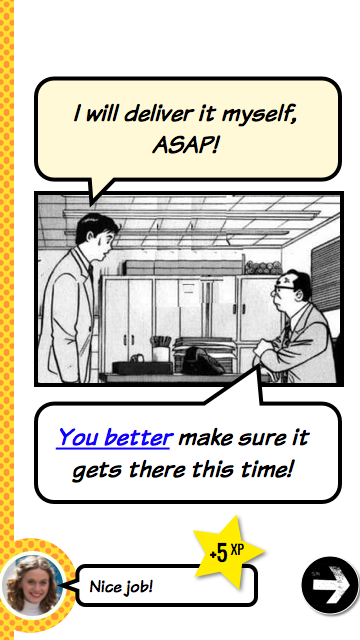 I will deliver it myself,
ASAP!
You better make sure it
gets there this time!
+5 XP
Nice job!